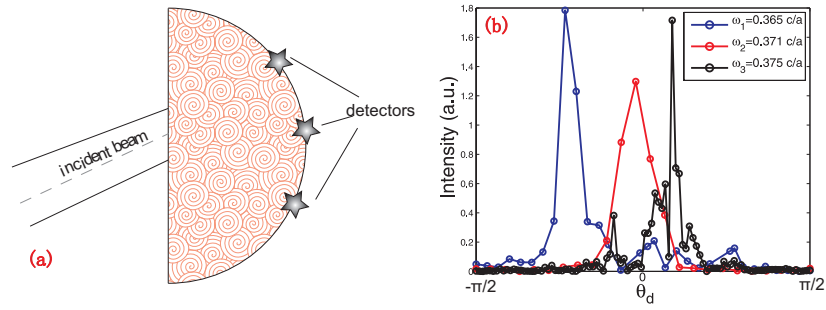 incident beam
detectors
(a)
(b)
ω₁=0.365 c/a
ω₂=0.371 c/a
ω₃=0.375 c/a
Intensity (a.u.)
1.8
1.6
1.4
1.2
1
0.8
0.6
0.4
0.2
0
-π/2
0
π/2
θd